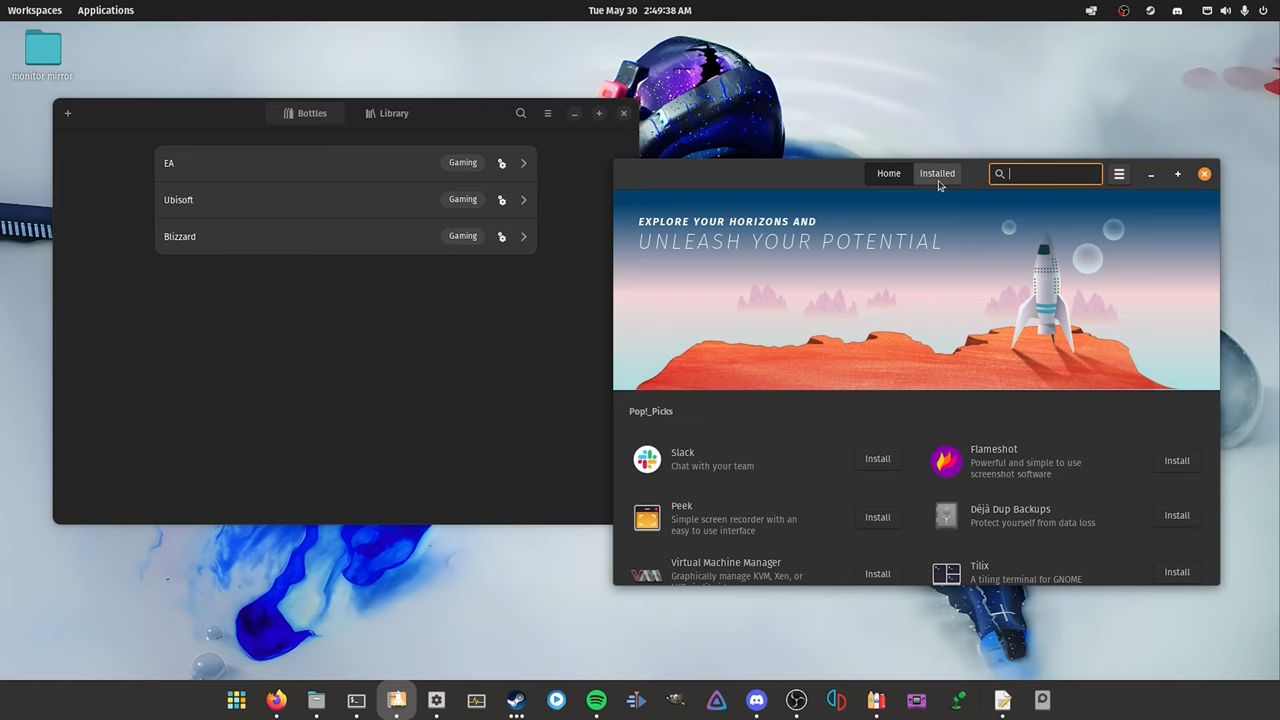 Workspaces Applications Tue May 30 2:49:38 AM
monitor mirror
Bottles Library
EA Gaming
Ubisoft Gaming
Blizzard Gaming
Home Installed
EXPLORE YOUR HORIZONS AND
UNLEASH YOUR POTENTIAL
Pop!_Picks
Slack
Chat with your team
Install
Flameshot
Powerful and simple to use
screenshot software
Install
Peek
Simple screen recorder with an
easy to use interface
Install
Déjà Dup Backups
Protect yourself from data loss
Install
Virtual Machine Manager
Graphically manage KVM, Xen, or
Install
Tilix
A tiling terminal for GNOME
Install